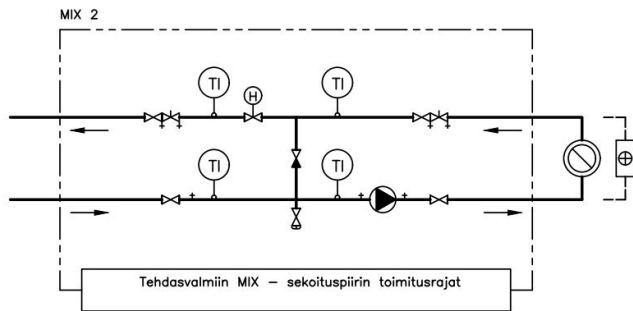 MIX 2
TI
H
TI
TI
TI
Tehdasvalmiin MIX – sekoituspiirin toimitusrajat